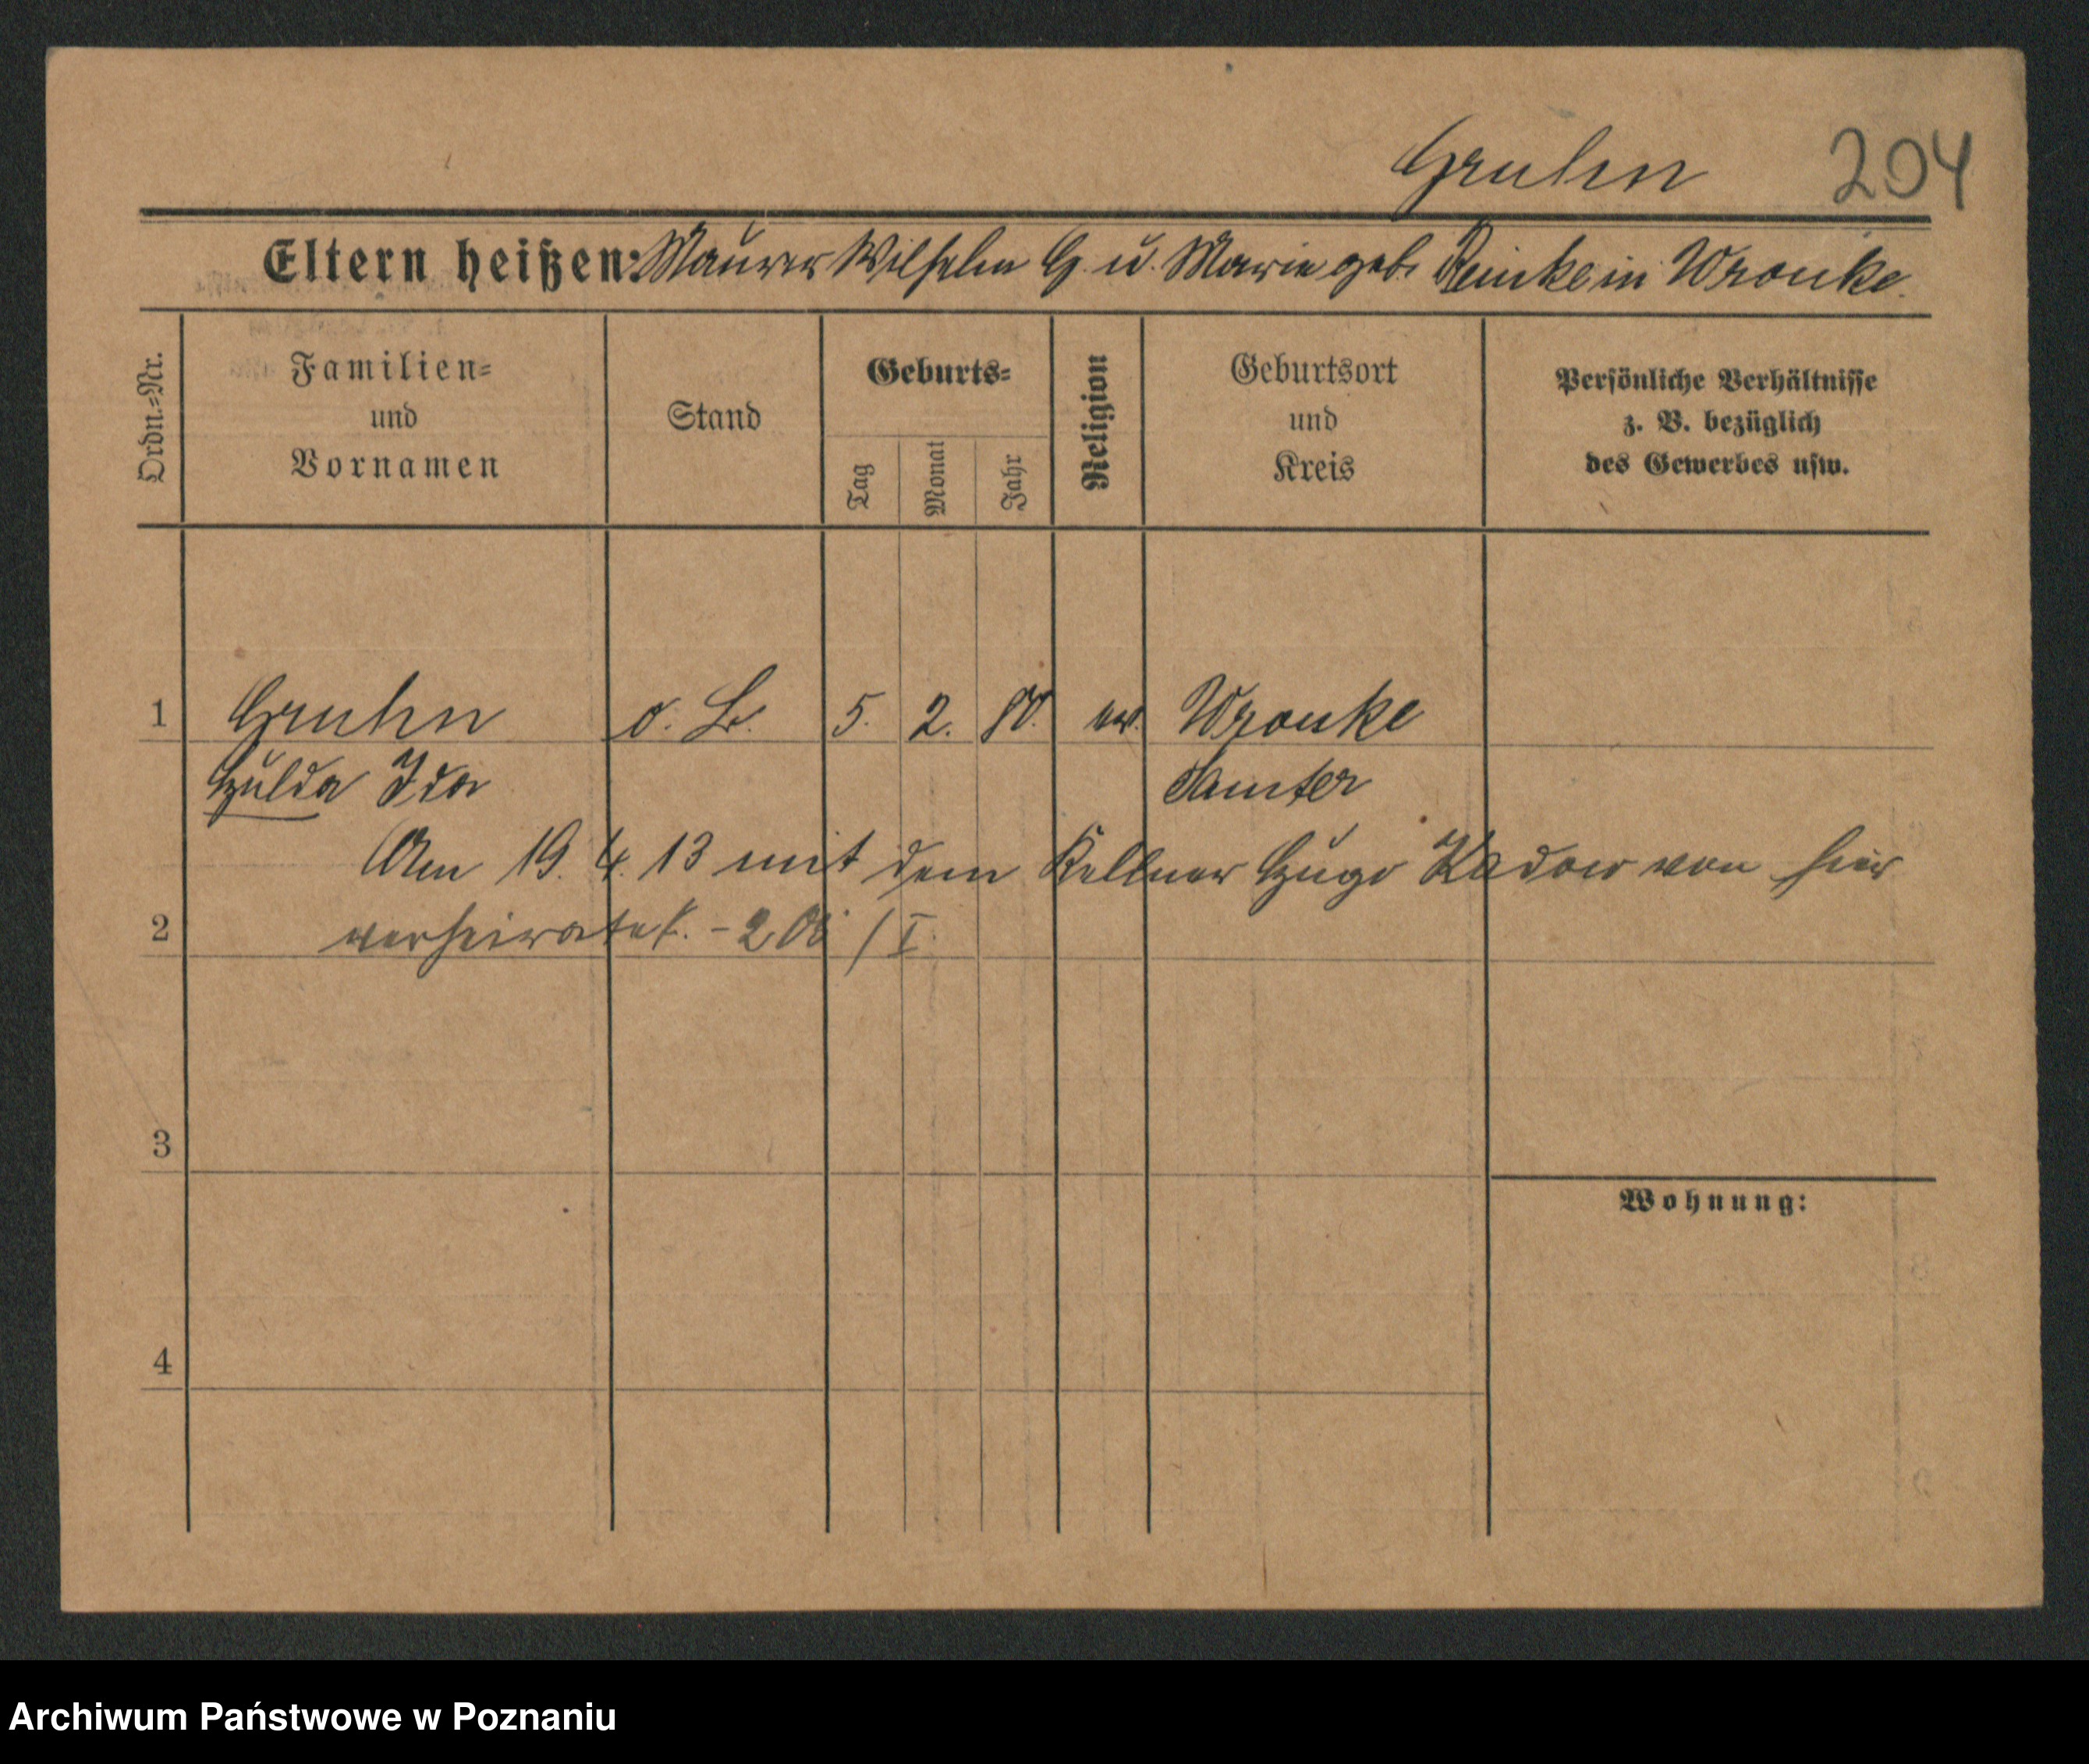 Gruhn 204
Eltern heißen: Maurer Wilhelm G. u. Marie geb. Reinke in Wronke.
Ordn.=Nr.
Familien=
und
Vornamen
Stand
Geburts=
Tag
Monat
Jahr
Religion
Geburtsort
und
Kreis
Persönliche Verhältnisse
z. B. bezüglich
des Gewerbes usw.
1 Gruhn o. B. 5. 2. 80. ev. Wronke
Hulda Ida Samter
Am 19. 4. 13 mit dem Kellner Hugo Kadow von hier
2 verheiratet. - 2 /I.
3
Wohnung:
4
Archiwum Państwowe w Poznaniu